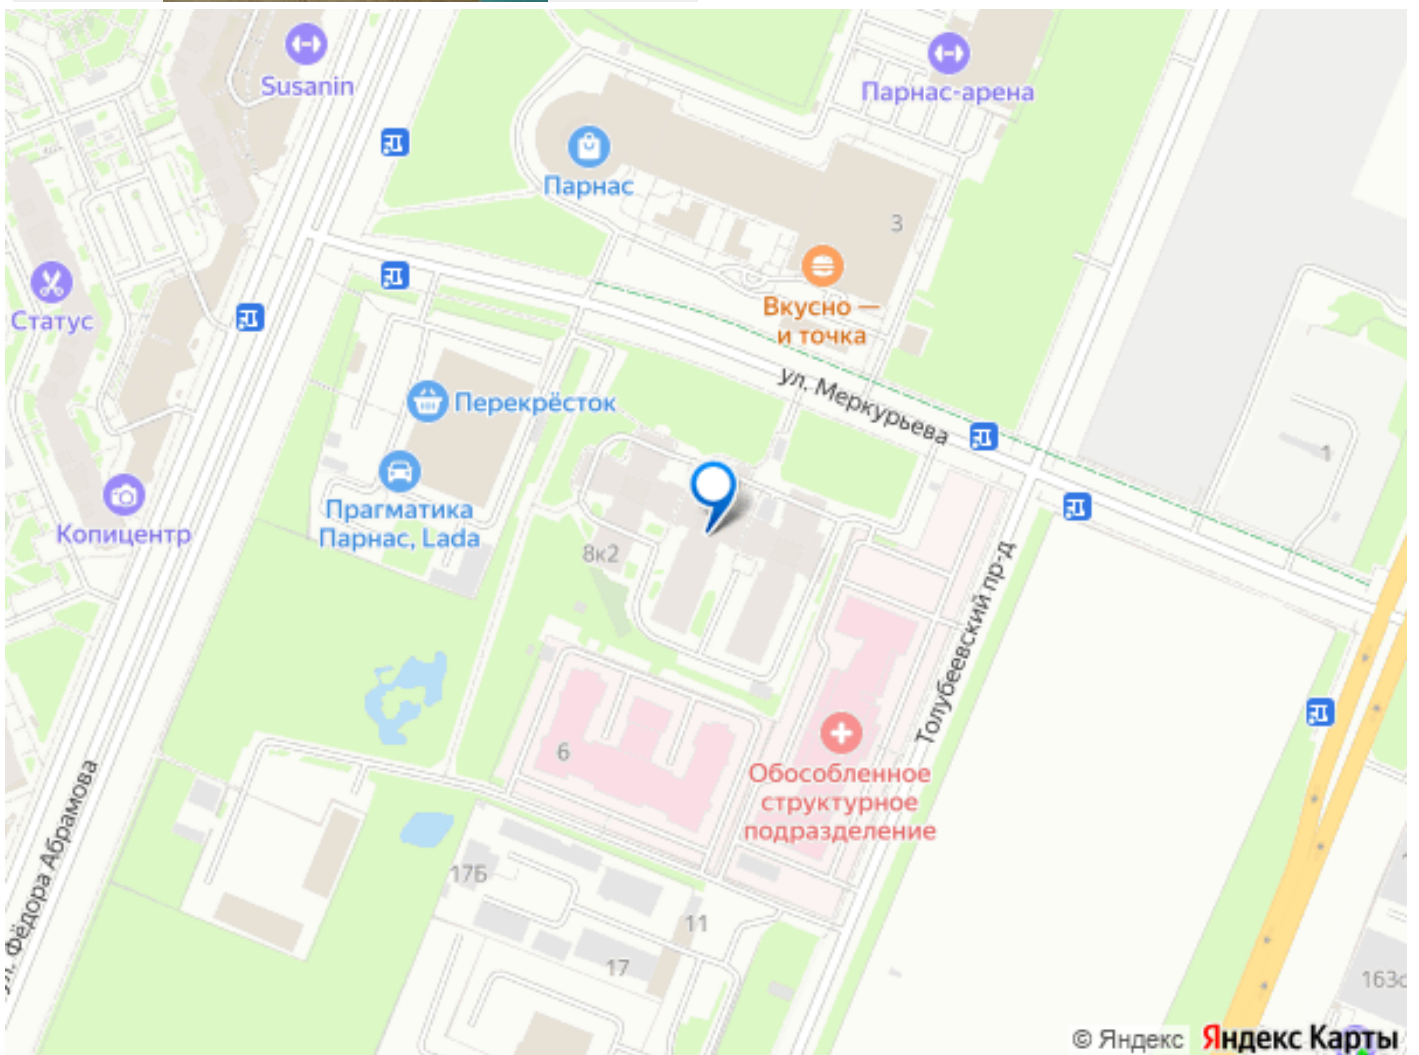 Susanin
Парнас-арена
Парнас
3
Статус
Вкусно —
и точка
ул. Меркурьева
Перекрёсток
1
Прагматика
Парнас, Lada
Копицентр
8к2
Толубеевский пр-д
6
Обособленное
структурное
подразделение
ул. Фёдора Абрамова
17Б
11
17
163с
© Яндекс Яндекс Карты